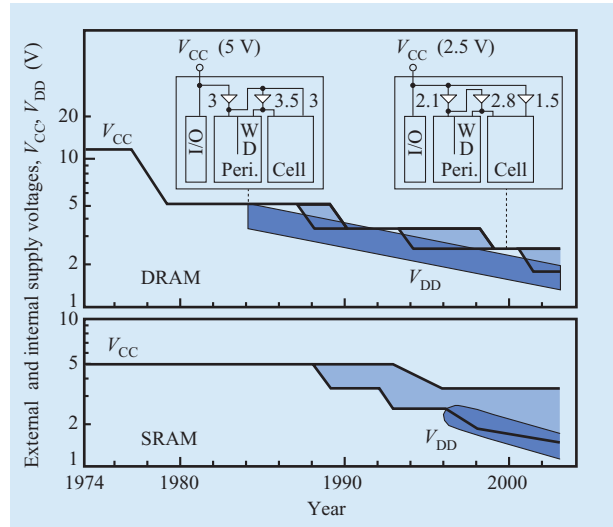 External and internal supply voltages, VCC, VDD (V)
VCC (5 V)
VCC (2.5 V)
3
3.5
3
I/O
W
D
Peri.
Cell
2.1
2.8
1.5
I/O
W
D
Peri.
Cell
20
10
5
2
1
VCC
VDD
DRAM
10
5
2
1
VCC
VDD
SRAM
1974
1980
1990
2000
Year